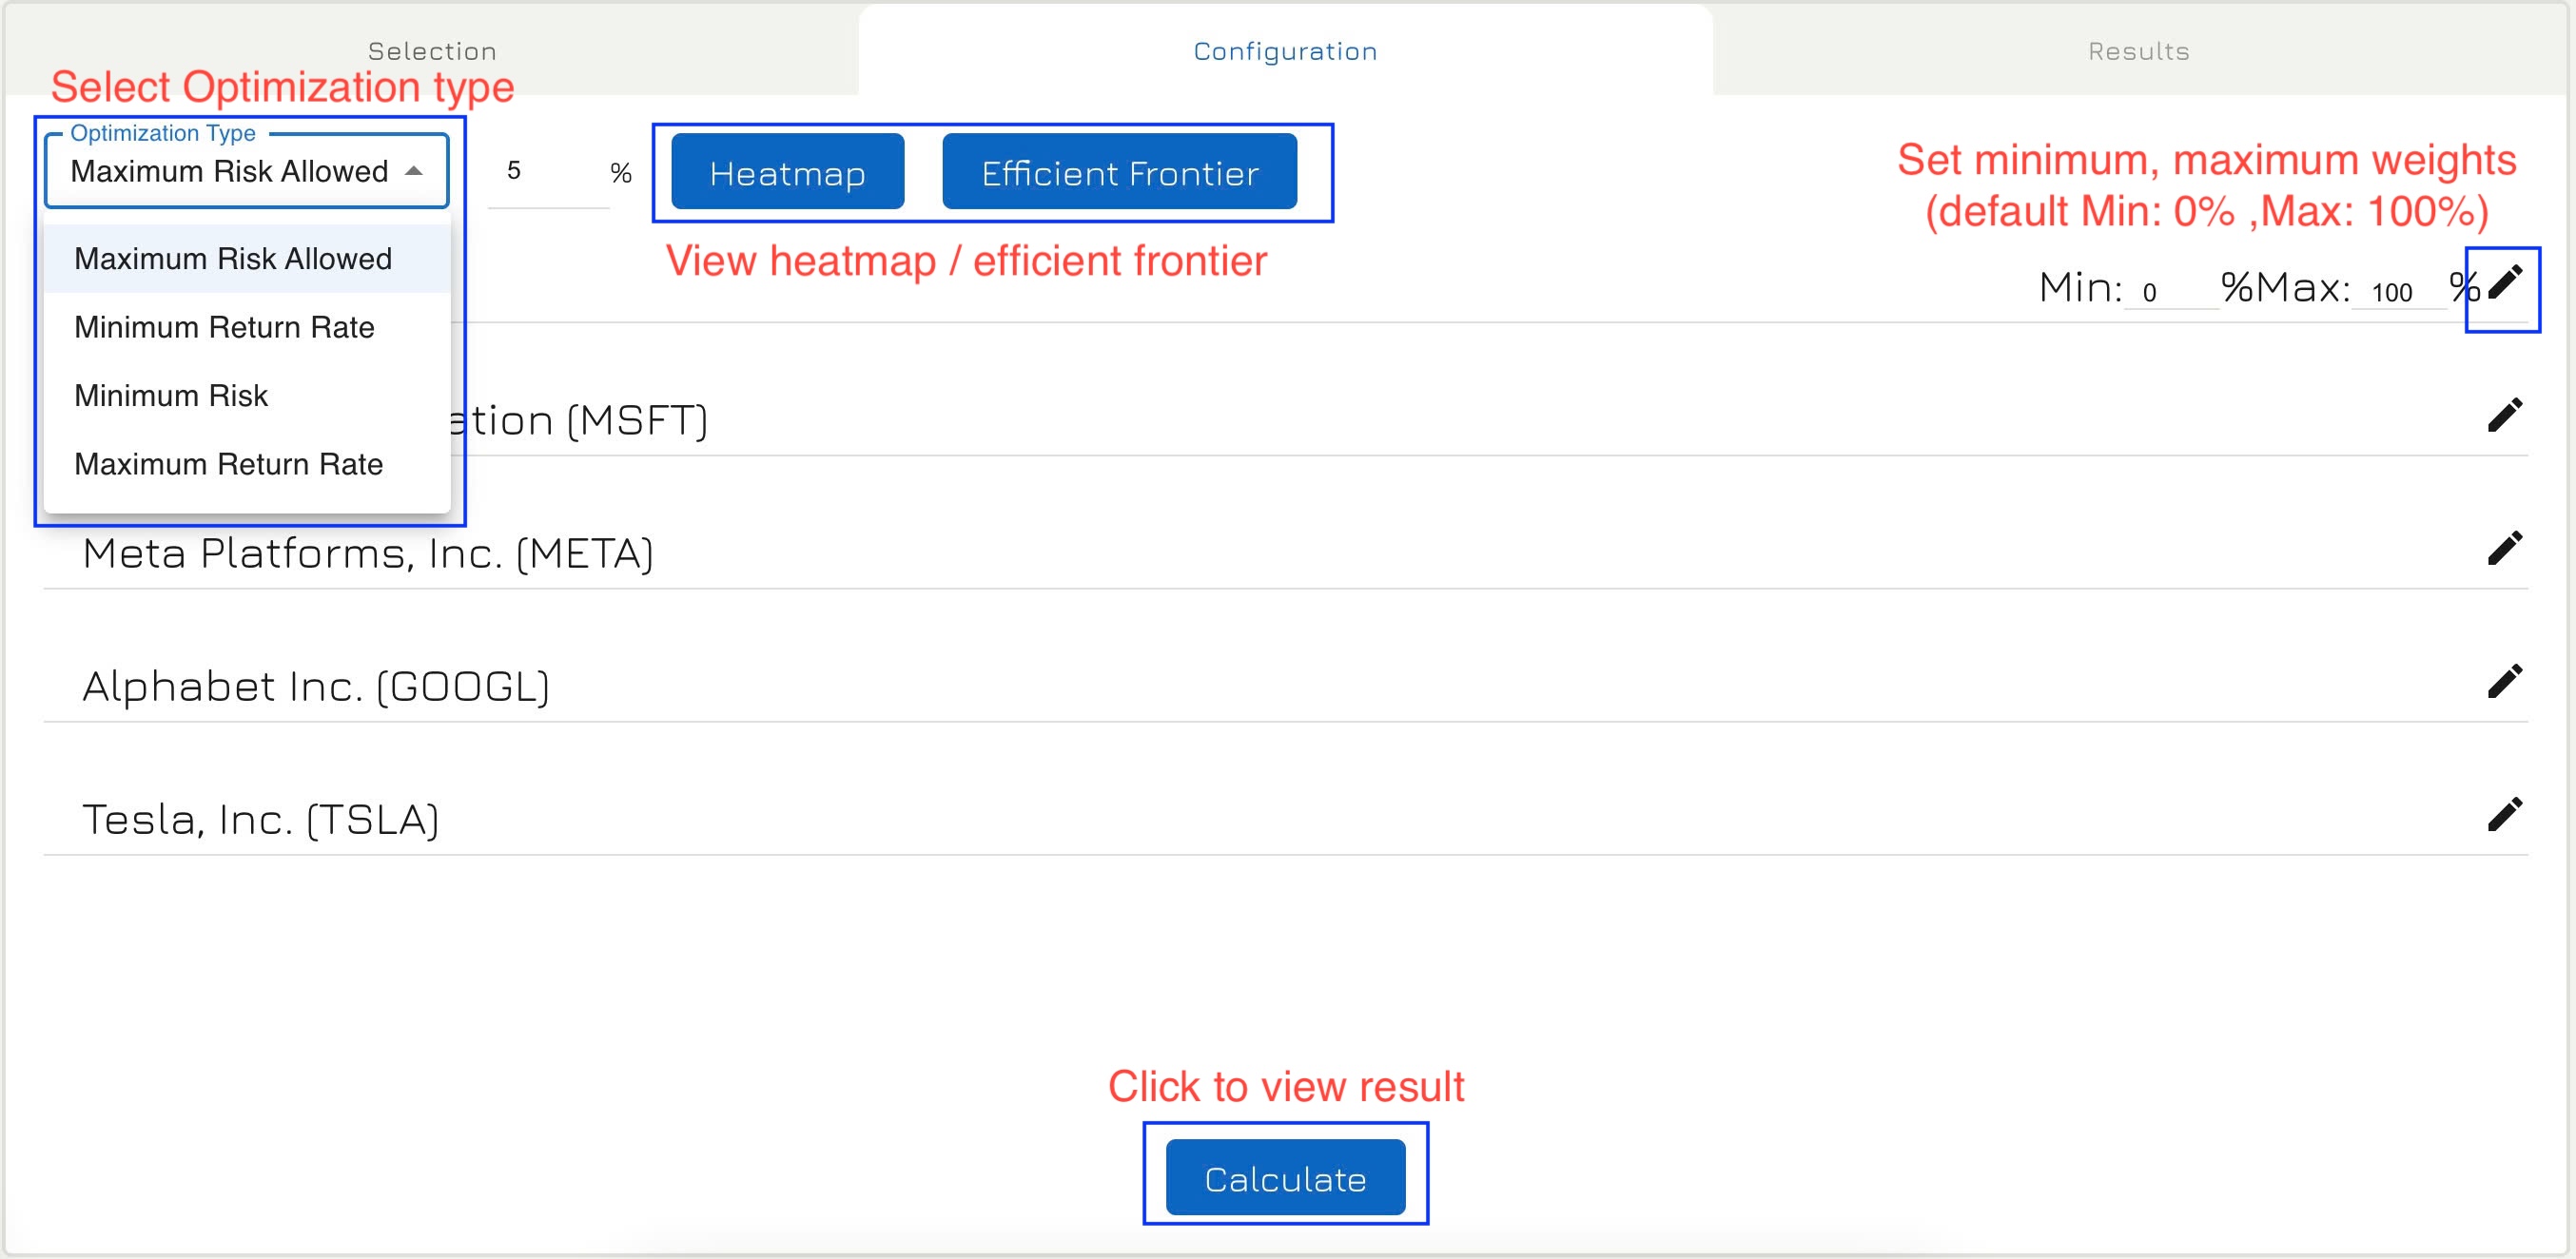 Selection
Configuration
Results
Select Optimization type
Optimization Type
Maximum Risk Allowed
5 %
Heatmap
Efficient Frontier
Set minimum, maximum weights
(default Min: 0% ,Max: 100%)
View heatmap / efficient frontier
Maximum Risk Allowed
Minimum Return Rate
Minimum Risk
Maximum Return Rate
Min: 0 %Max: 100 %
ation (MSFT)
Meta Platforms, Inc. (META)
Alphabet Inc. (GOOGL)
Tesla, Inc. (TSLA)
Click to view result
Calculate